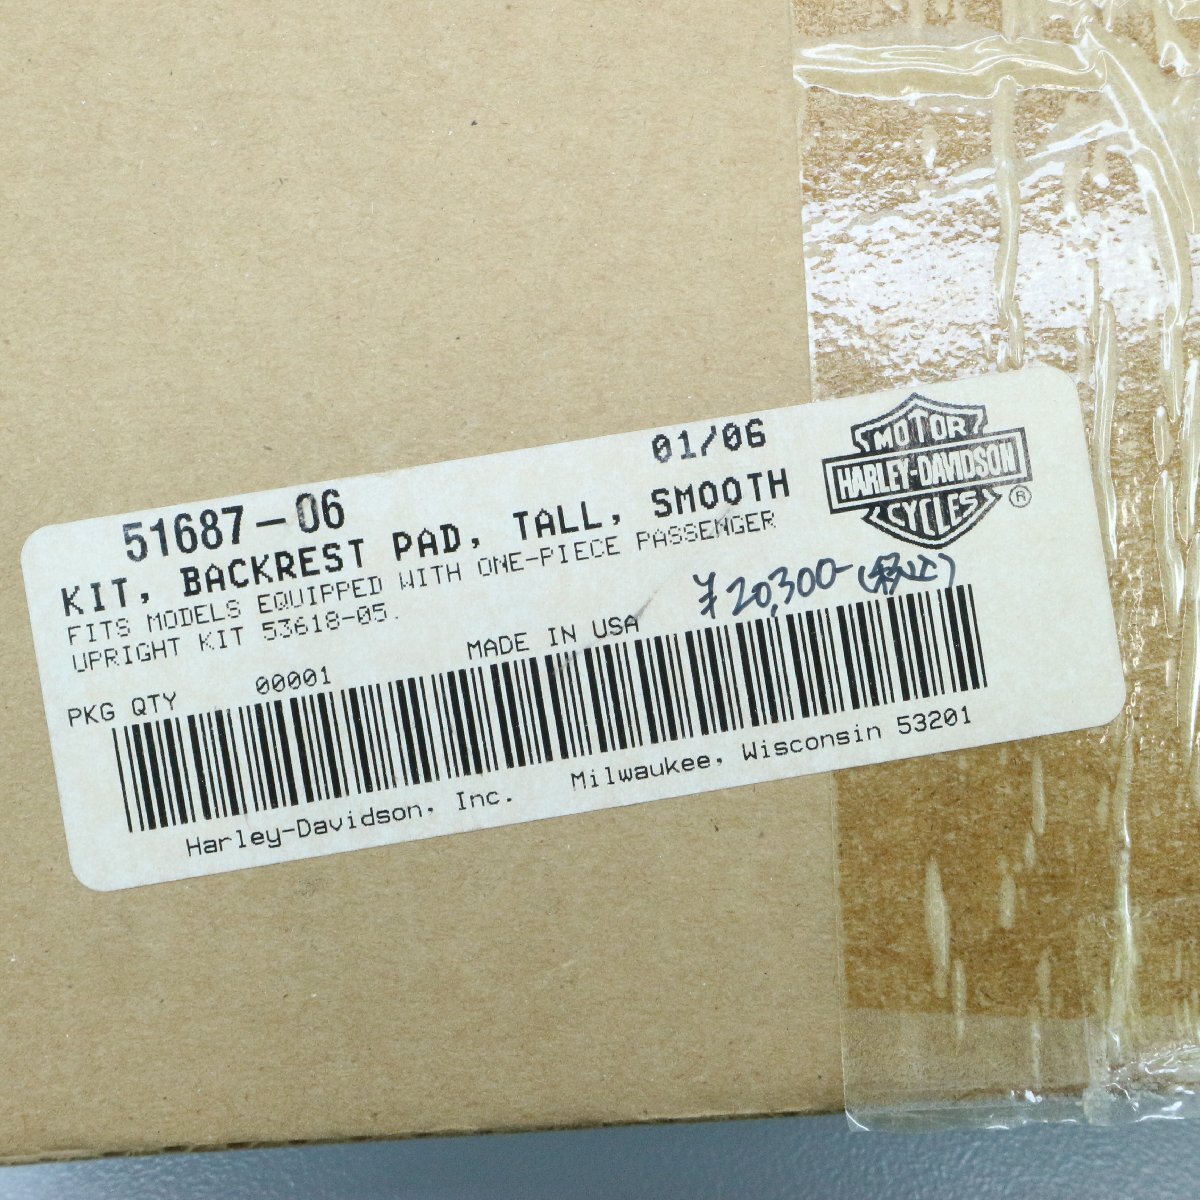 01/06
51687-06
KIT, BACKREST PAD, TALL, SMOOTH
FITS MODELS EQUIPPED WITH ONE-PIECE PASSENGER
UPRIGHT KIT 53618-05.
MOTOR
HARLEY-DAVIDSON
CYCLES
®
¥20,300-(税込)
PKG QTY 00001 MADE IN USA
Harley-Davidson, Inc. Milwaukee, Wisconsin 53201